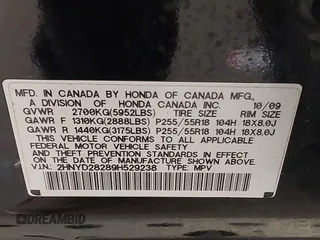 MFD. IN CANADA BY HONDA OF CANADA MFG.,
A DIVISION OF HONDA CANADA INC. 10/09
GVWR 2700KG(5952LBS) TIRE SIZE RIM SIZE
GAWR F 1310KG(2888LBS) P255/55R18 104H 18X8.0J
GAWR R 1440KG(3175LBS) P255/55R18 104H 18X8.0J
THIS VEHICLE CONFORMS TO ALL APPLICABLE
FEDERAL MOTOR VEHICLE SAFETY AND
THEFT PREVENTION STANDARDS IN EFFECT ON
THE DATE OF MANUFACTURE SHOWN ABOVE.
V.I.N.: 2HNYD28289H529238 TYPE: MPV
DREAMBID